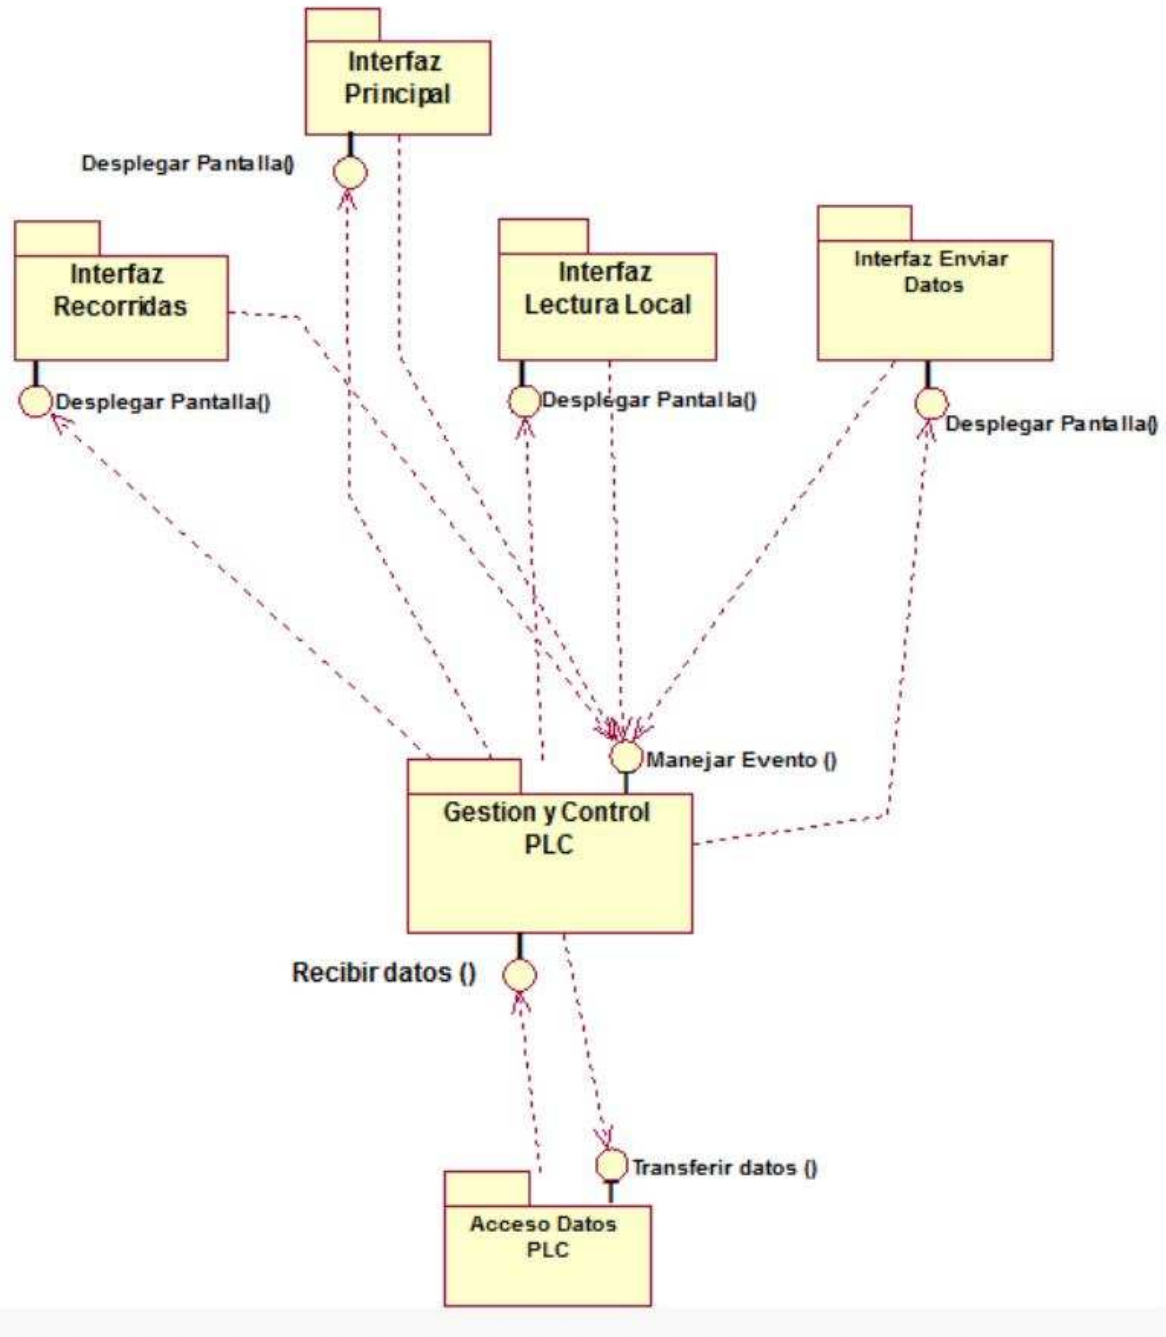 Interfaz
Principal
Desplegar Pantalla()
Interfaz
Recorridas
Desplegar Pantalla()
Interfaz
Lectura Local
Desplegar Pantalla()
Interfaz Enviar
Datos
Desplegar Pantalla()
Manejar Evento ()
Gestion y Control
PLC
Recibir datos ()
Transferir datos ()
Acceso Datos
PLC